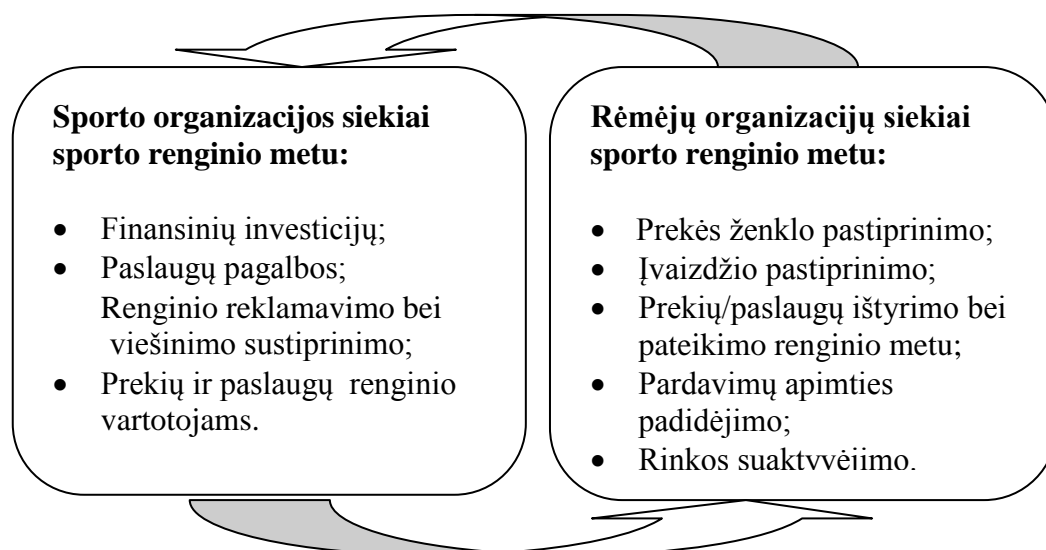 Sporto organizacijos siekiai
sporto renginio metu:
• Finansinių investicijų;
• Paslaugų pagalbos;
Renginio reklamavimo bei
viešinimo sustiprinimo;
• Prekių ir paslaugų renginio
vartotojams.
Rėmėjų organizacijų siekiai
sporto renginio metu:
• Prekės ženklo pastiprinimo;
• Įvaizdžio pastiprinimo;
• Prekių/paslaugų ištyrimo bei
pateikimo renginio metu;
• Pardavimų apimties
padidėjimo;
• Rinkos suaktyvėjimo.